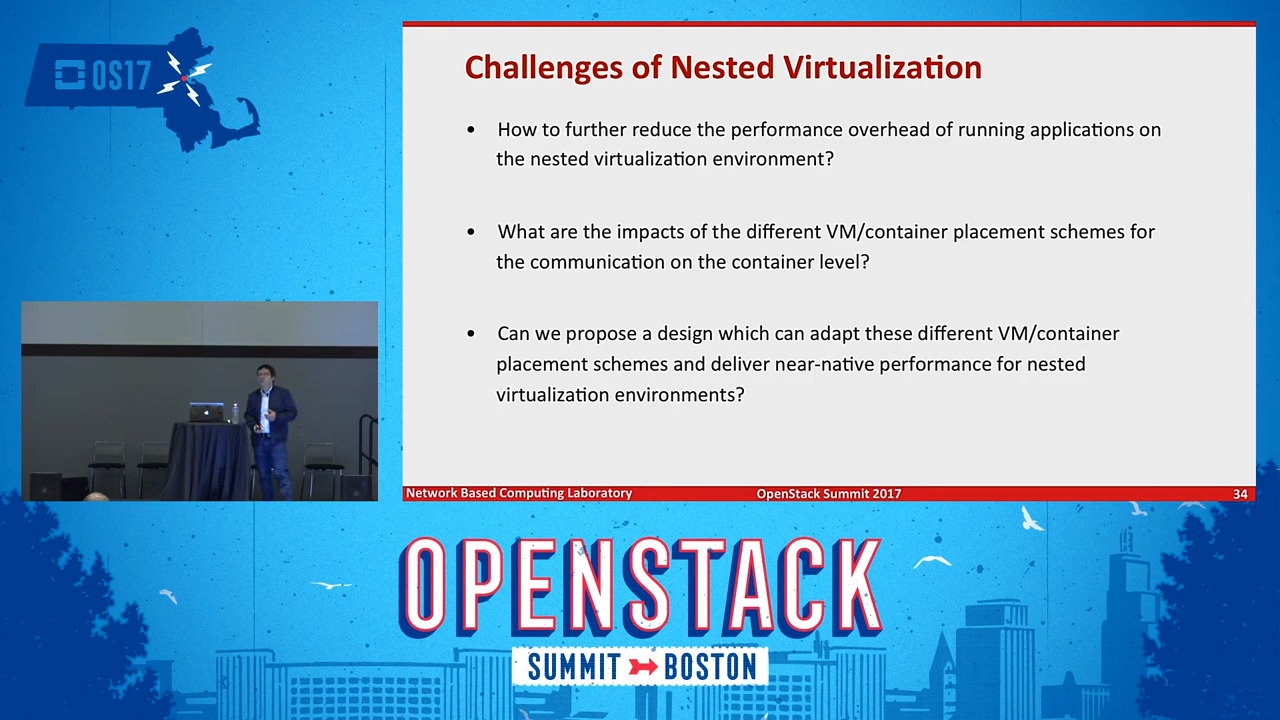 OS17
Challenges of Nested Virtualization
• How to further reduce the performance overhead of running applications on
the nested virtualization environment?
• What are the impacts of the different VM/container placement schemes for
the communication on the container level?
• Can we propose a design which can adapt these different VM/container
placement schemes and deliver near-native performance for nested
virtualization environments?
Network Based Computing Laboratory
OpenStack Summit 2017
34
OPENSTACK
SUMMIT BOSTON